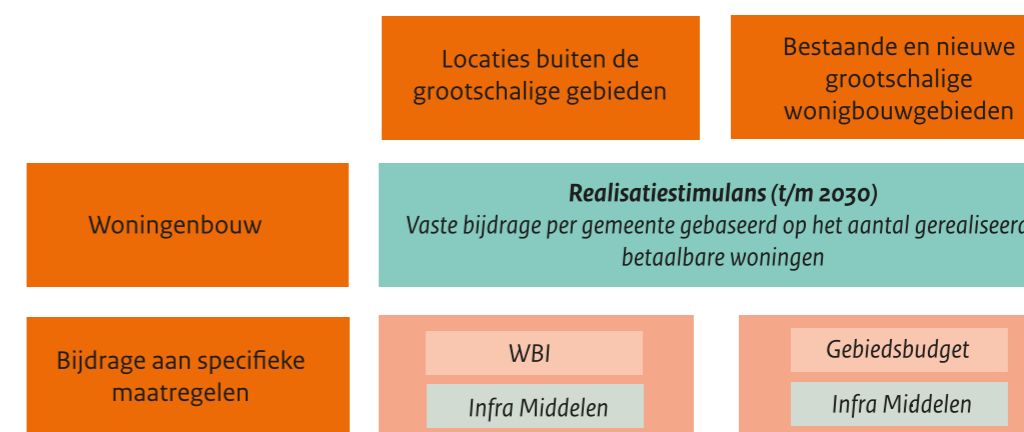 Locaties buiten de
grootschalige gebieden
Bestaande en nieuwe
grootschalige
wonigbouwgebieden
Woningenbouw
Realisatiestimulans (t/m 2030)
Vaste bijdrage per gemeente gebaseerd op het aantal
betaalbare woningen
Bijdrage aan specifieke
maatregelen
WBI
Infra Middelen
Gebiedsbudget
Infra Middelen